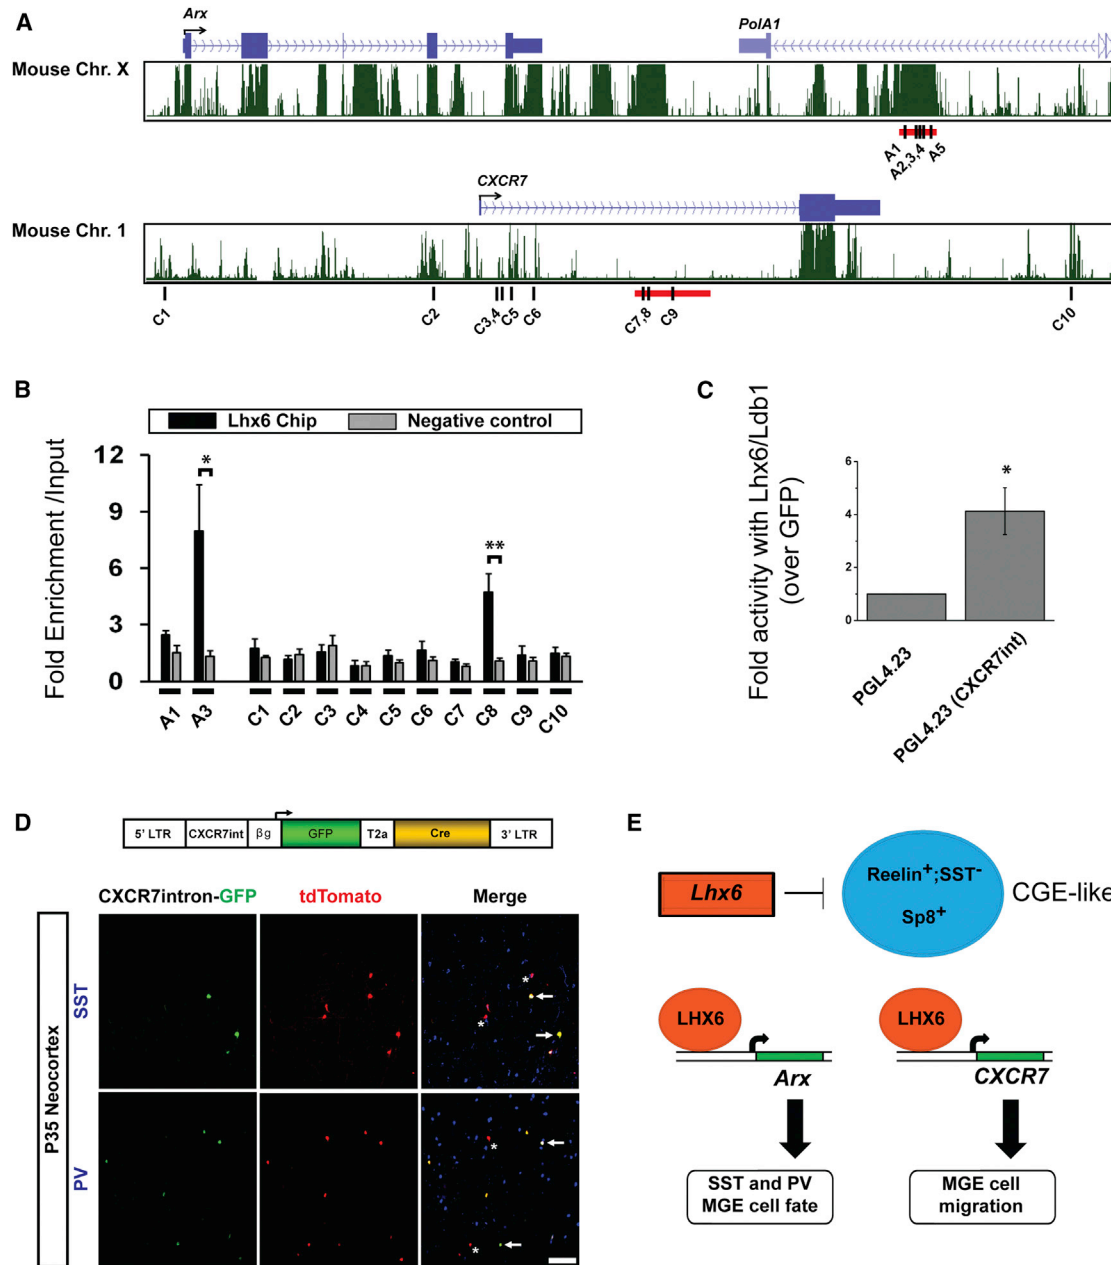 A
Arx
PolA1
Mouse Chr. X
A1
A2,3,4
A5
CXCR7
Mouse Chr. 1
C1
C2
C3,4
C5
C6
C7,8
C9
C10
B
Lhx6 Chip
Negative control
Fold Enrichment /Input
12
9
6
3
0
*
**
A1
A3
C1
C2
C3
C4
C5
C6
C7
C8
C9
C10
C
Fold activity with Lhx6/Ldb1
(over GFP)
6
4
2
0
*
PGL4.23
PGL4.23 (CXCR7int)
D
5' LTR
CXCR7int
βg
GFP
T2a
Cre
3' LTR
CXCR7intron-GFP
tdTomato
Merge
P35 Neocortex
SST
*
*
PV
*
*
E
Lhx6
Reelin+;SST-
Sp8+
CGE-like
LHX6
LHX6
Arx
CXCR7
SST and PV
MGE cell fate
MGE cell
migration